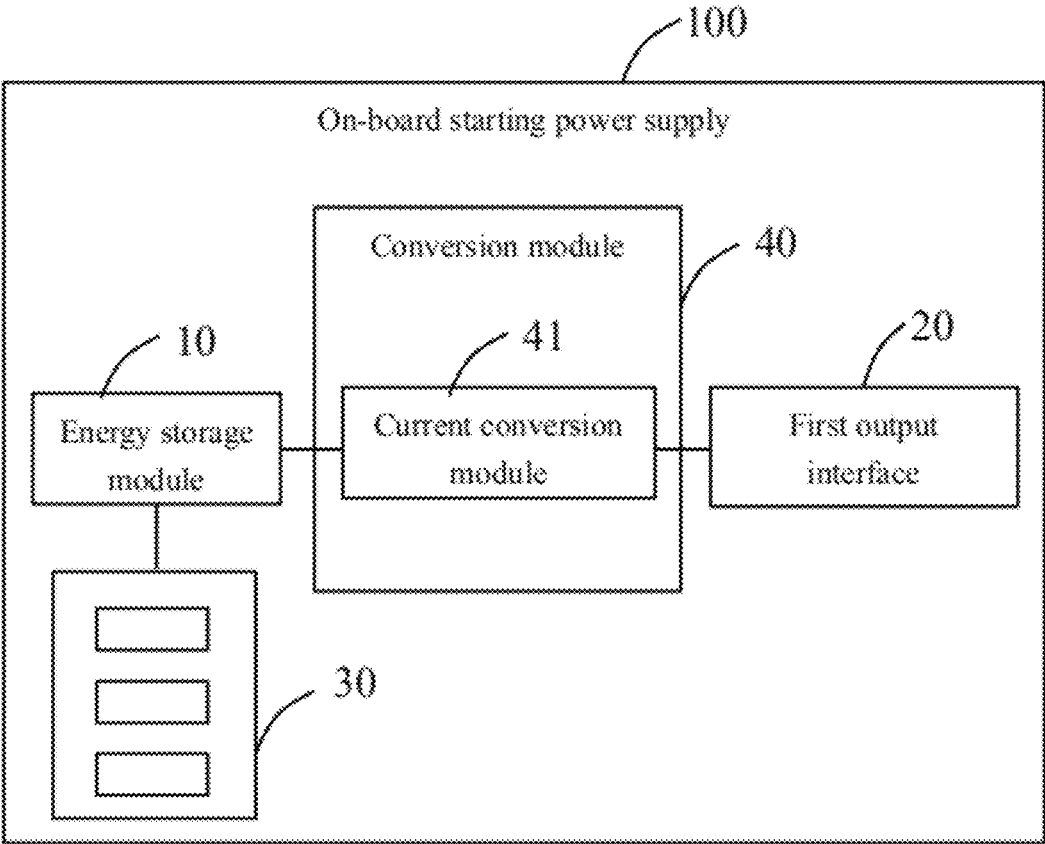 100
On-board starting power supply
Conversion module
40
10
41
20
Energy storage
module
Current conversion
module
First output
interface
30